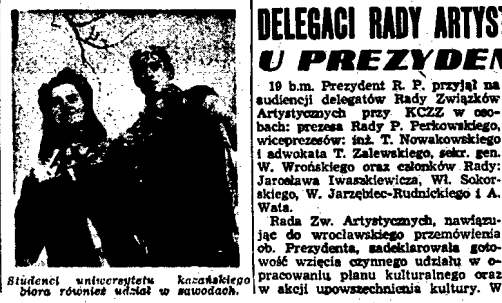 DELEGACI RADY ARTYS
U PREZYDEN
19 b.m. Prezydent R. P. przyjął na
audiencji delegatów Rady Związków
Artystycznych przy KCZZ w oso-
bach: prezesa Rady P. Perkowskiego,
wiceprezesów: inż. T. Nowakowskiego
i adwokata T. Zalewskiego, sekr. gen.
W. Wrońskiego oraz członków Rady:
Jarosława Iwaszkiewicza, Wł. Sokor-
skiego, W. Jarzębiec-Rudnickiego i A.
Wata.
Rada Zw. Artystycznych, nawiązu-
jąc do wrocławskiego przemówienia
ob. Prezydenta, zadeklarowała goto-
wość wzięcia czynnego udziału w o-
pracowaniu planu kulturalnego oraz
w akcji upowszechnienia kultury. W
Studenci uniwersytetu kazańskiego
biorą również udział w zawodach.